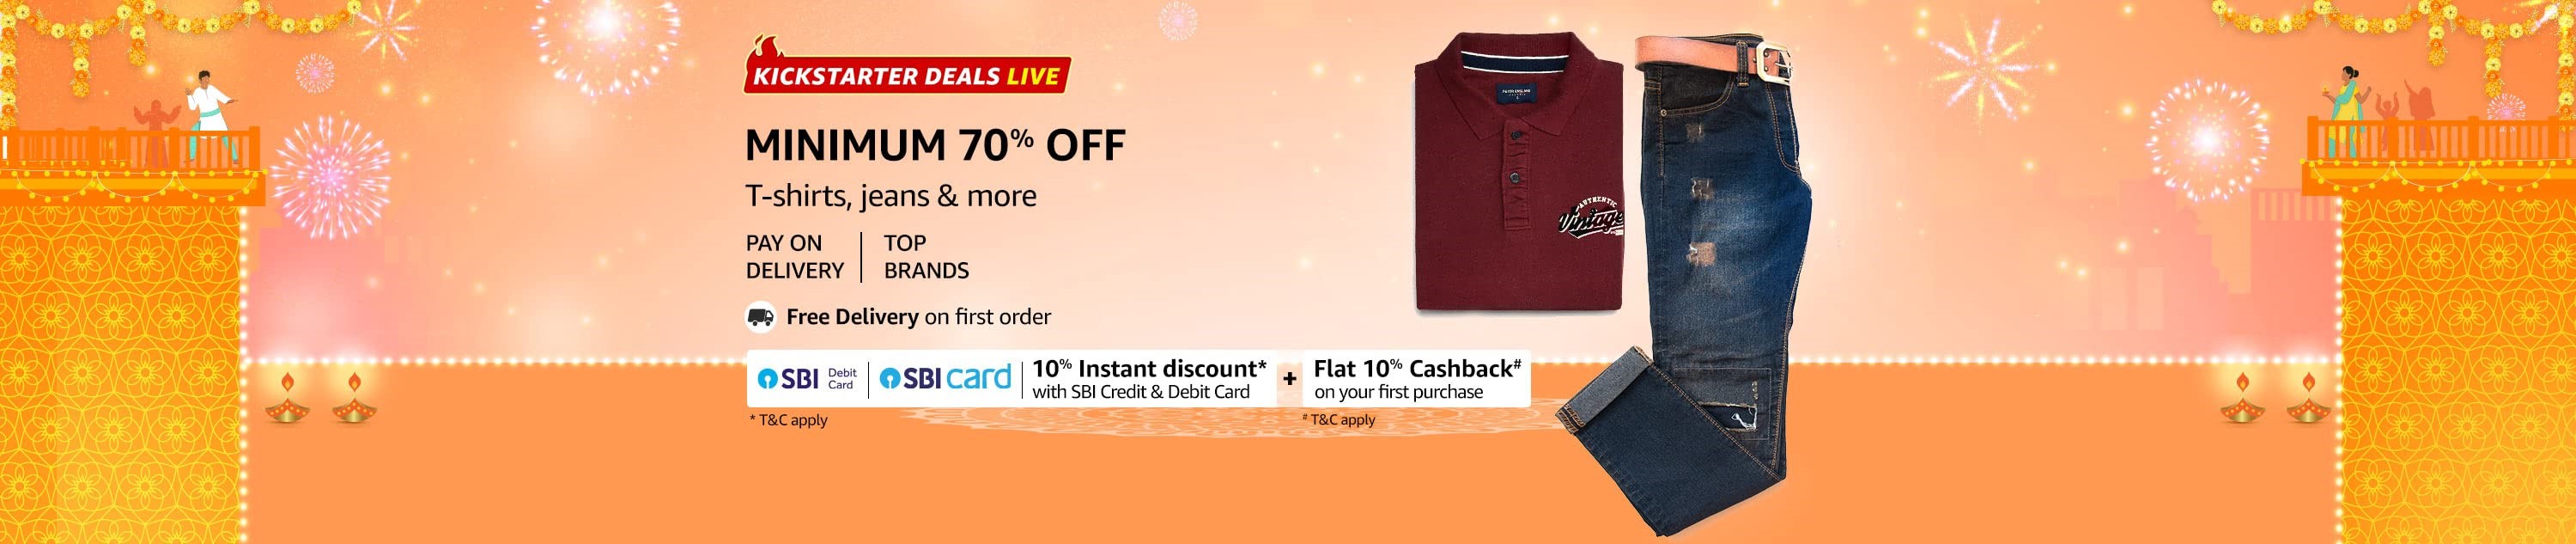 KICKSTARTER DEALS LIVE
MINIMUM 70% OFF
T-shirts, jeans & more
PAY ON
DELIVERY
TOP
BRANDS
Free Delivery on first order
SBI Debit
Card
SBI card
10% Instant discount*
with SBI Credit & Debit Card
+
Flat 10% Cashback#
on your first purchase
* T&C apply
# T&C apply
AUTHENTIC
Vintage